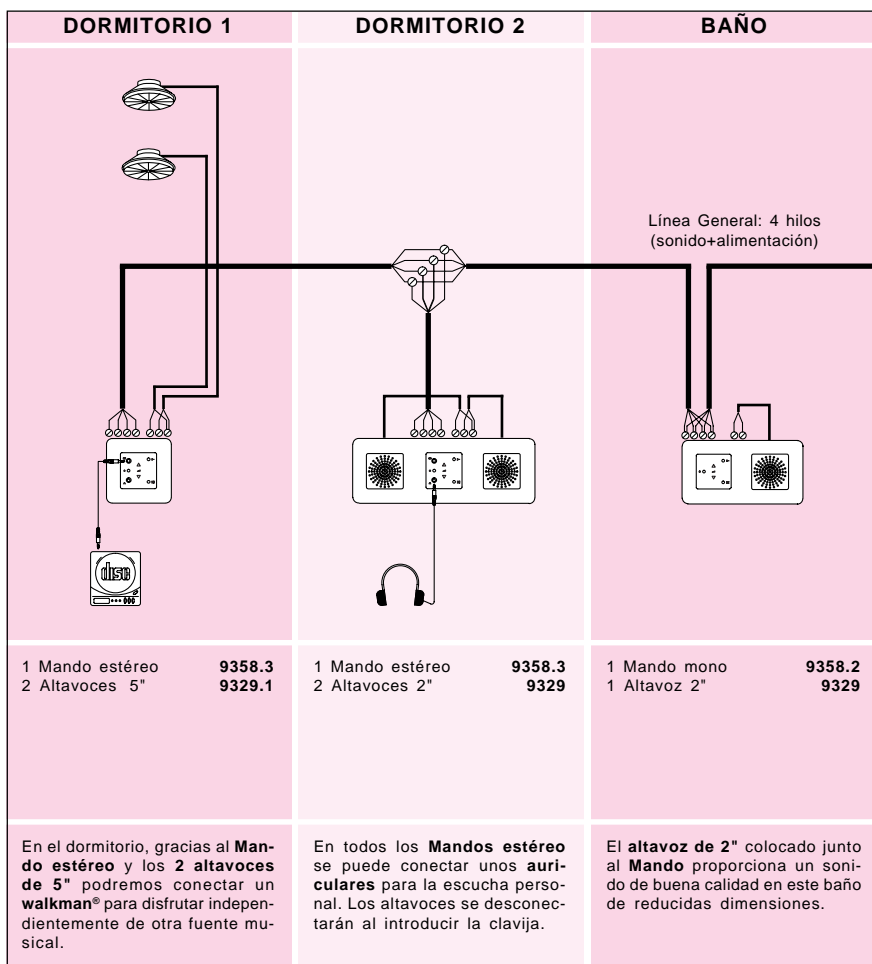 DORMITORIO 1
DORMITORIO 2
BAÑO
Línea General: 4 hilos
(sonido+alimentación)
disc
1 Mando estéreo 9358.3
2 Altavoces 5" 9329.1
1 Mando estéreo 9358.3
2 Altavoces 2" 9329
1 Mando mono 9358.2
1 Altavoz 2" 9329
En el dormitorio, gracias al Man-
do estéreo y los 2 altavoces
de 5" podremos conectar un
walkman® para disfrutar indepen-
dientemente de otra fuente mu-
sical.
En todos los Mandos estéreo
se puede conectar unos auri-
culares para la escucha perso-
nal. Los altavoces se desconec-
tarán al introducir la clavija.
El altavoz de 2" colocado junto
al Mando proporciona un soni-
do de buena calidad en este baño
de reducidas dimensiones.